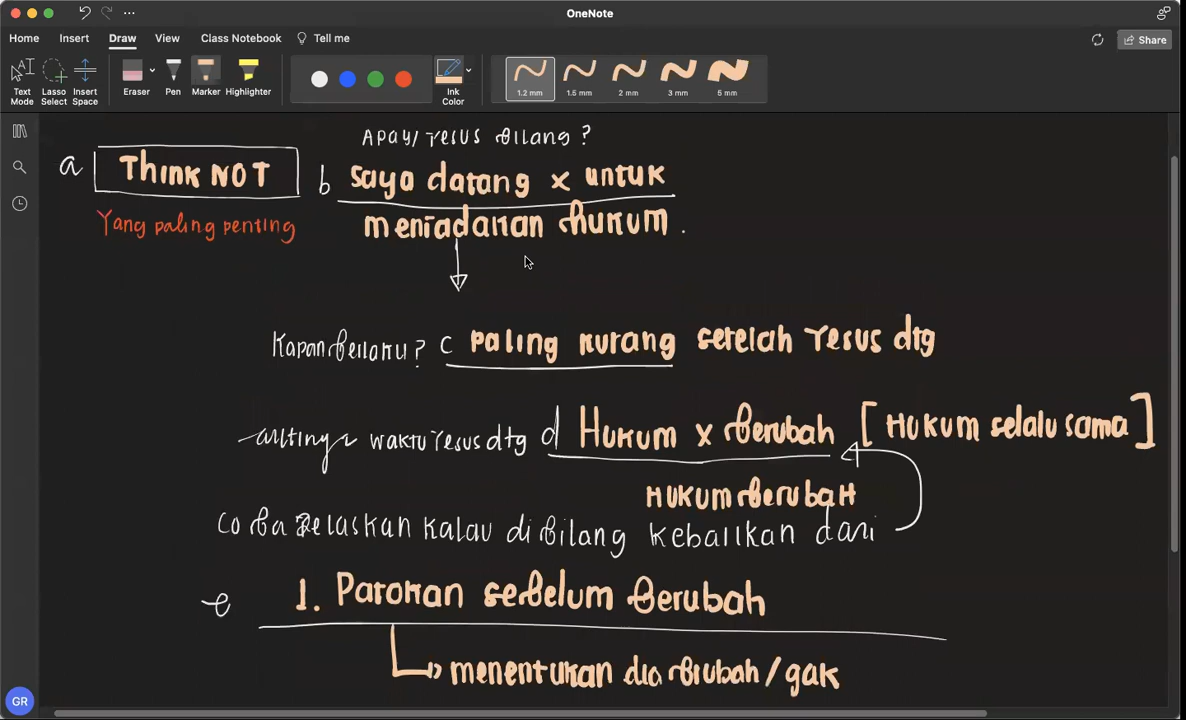 OneNote
Home Insert Draw View Class Notebook Tell me
Share
Text Mode
Lasso Select
Insert Space
Eraser
Pen
Marker
Highlighter
Ink Color
1.2 mm
1.5 mm
2 mm
3 mm
5 mm
Apay/Yesus Bilang?
a Think NOT b saya datang x untuk
Yang paling penting
meniadakan hukum.
Kapan berlaku? c paling kurang setelah Yesus dtg
waktu Yesus dtg d Hukum x Berubah [Hukum selalu sama]
HUKUM BERUBAH
Coba Jelaskan kalau dibilang kebalikan dari
e 1. Patokan sebelum Berubah
menentukan dia brubah/gak
GR